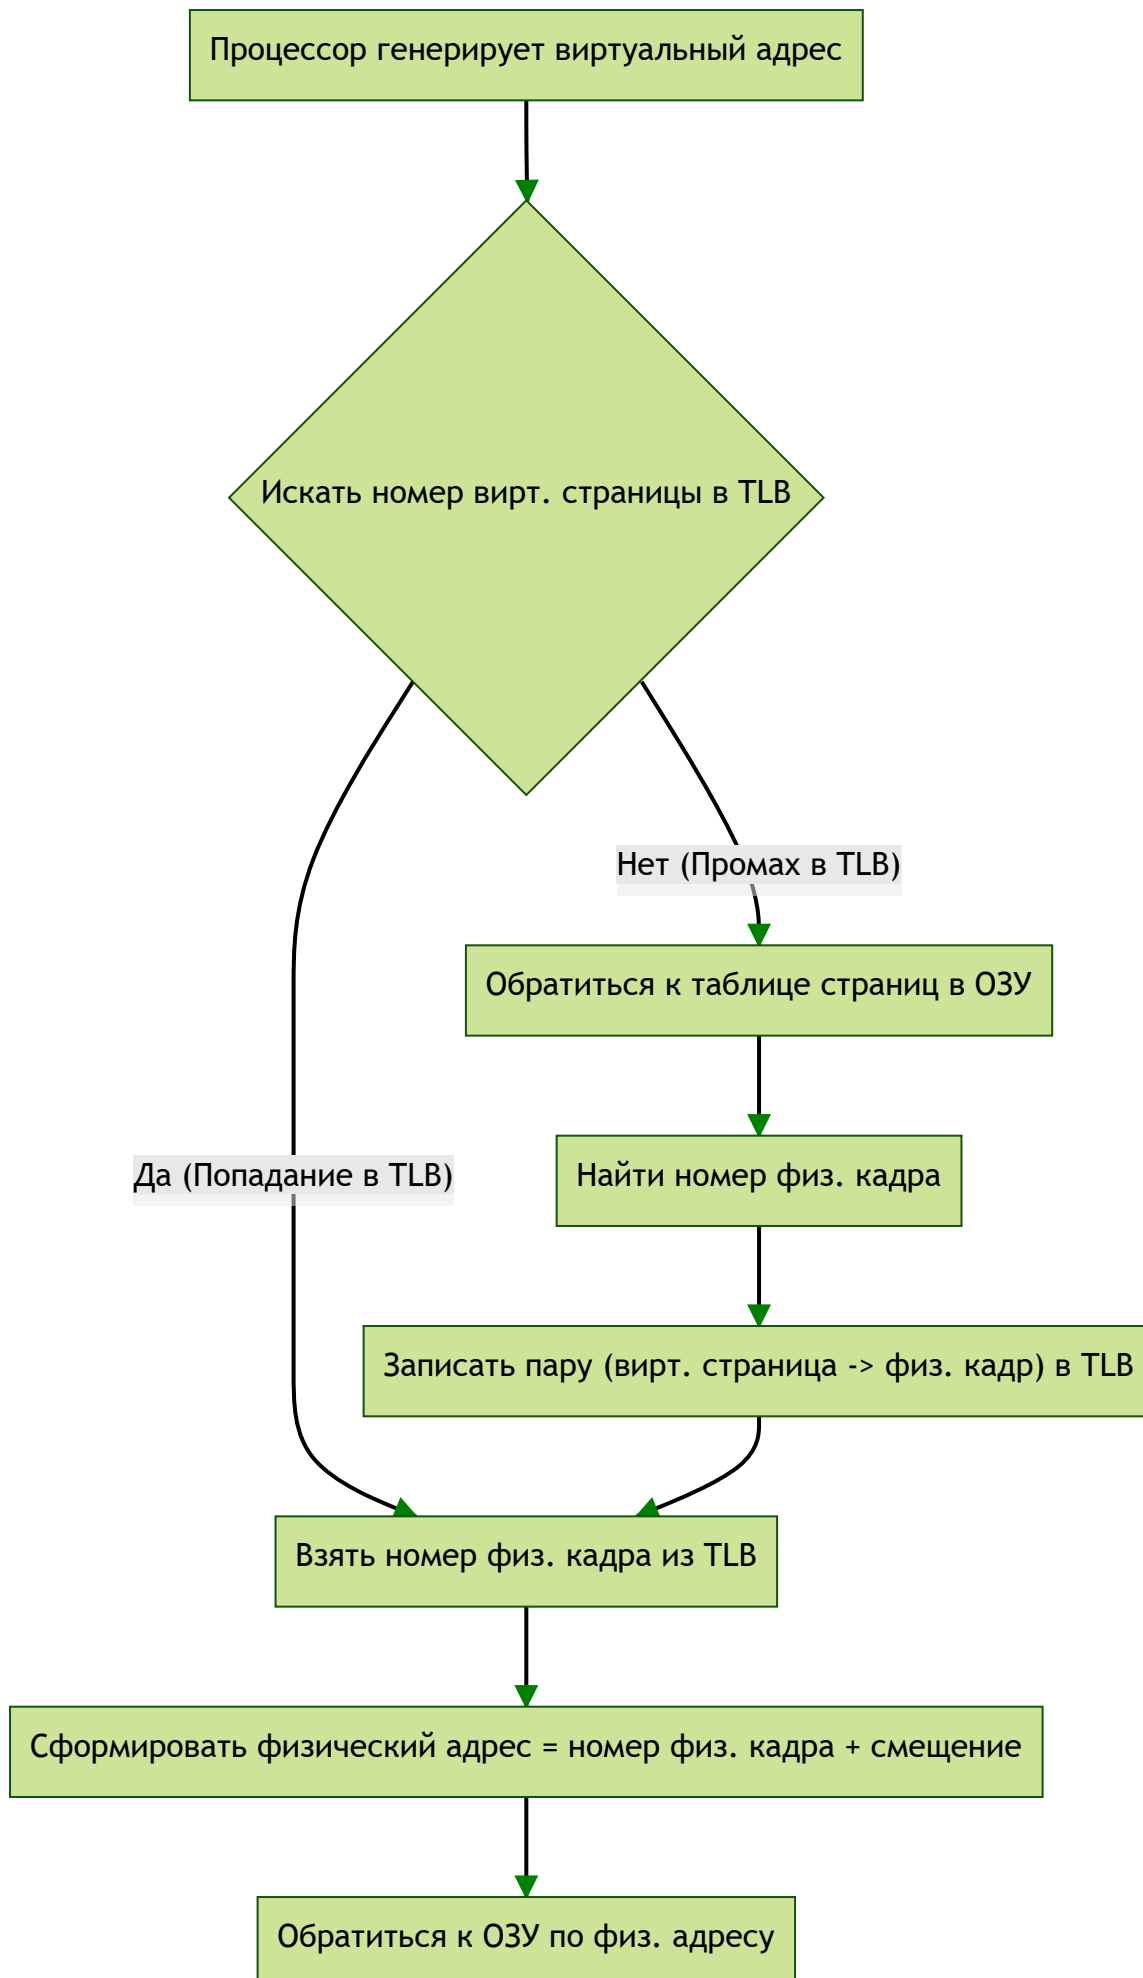 Процессор генерирует виртуальный адрес
Искать номер вирт. страницы в TLB
Нет (Промах в TLB)
Обратиться к таблице страниц в ОЗУ
Да (Попадание в TLB)
Найти номер физ. кадра
Записать пару (вирт. страница -> физ. кадр) в TLB
Взять номер физ. кадра из TLB
Сформировать физический адрес = номер физ. кадра + смещение
Обратиться к ОЗУ по физ. адресу